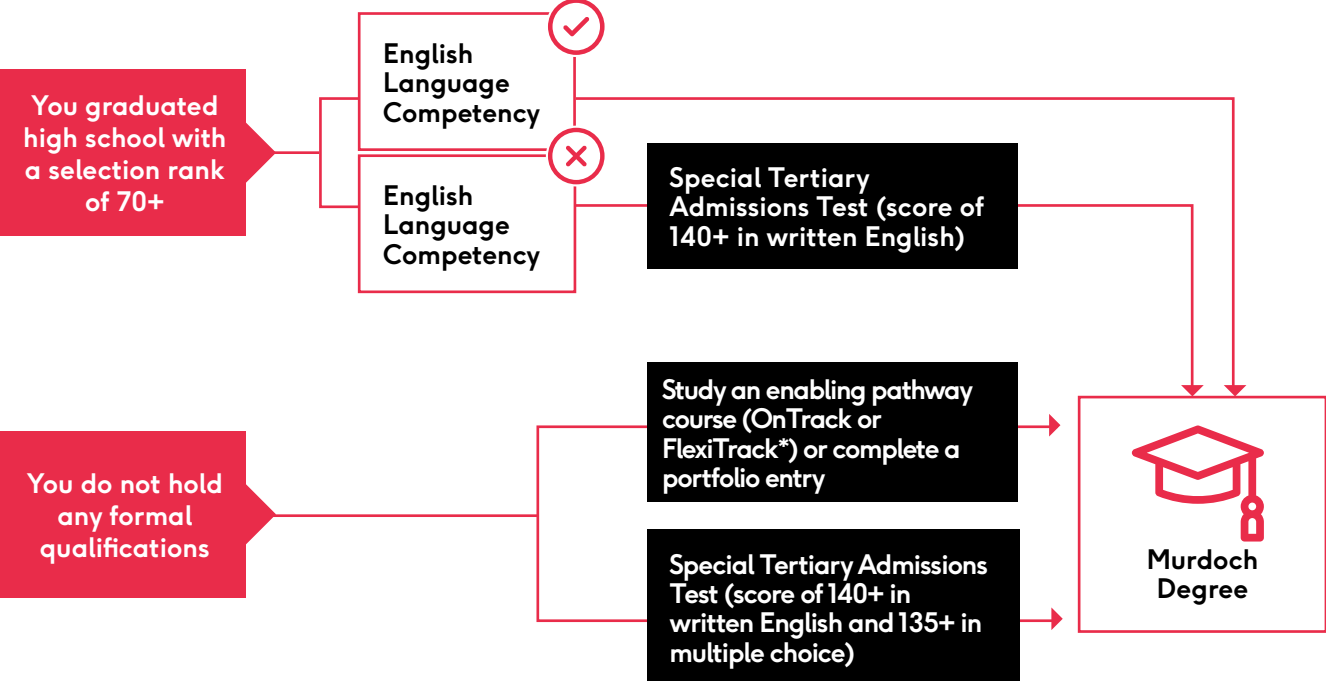 You graduated
high school with
a selection rank
of 70+
English
Language
Competency
English
Language
Competency
Special Tertiary
Admissions Test (score of
140+ in written English)
You do not hold
any formal
qualifications
Study an enabling pathway
course (OnTrack or
FlexiTrack*) or complete a
portfolio entry
Special Tertiary Admissions
Test (score of 140+ in
written English and 135+ in
multiple choice)
Murdoch
Degree